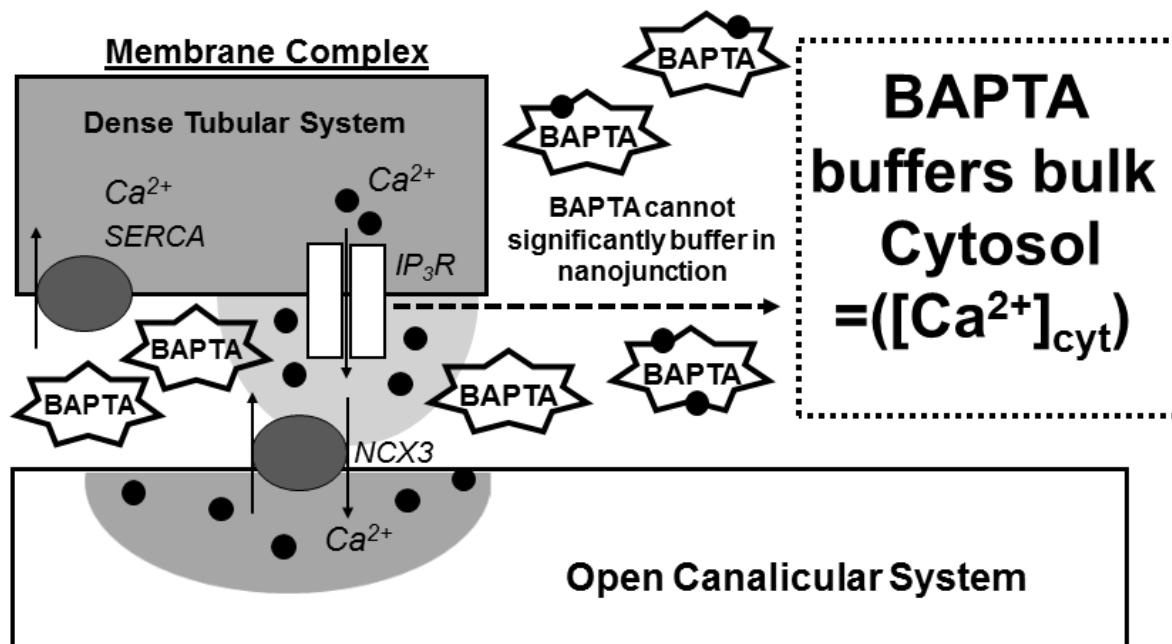 Membrane Complex
Dense Tubular System
Ca²⁺
SERCA
Ca²⁺
IP₃R
BAPTA
BAPTA
BAPTA cannot
significantly buffer in
nanojunction
BAPTA
buffers bulk
Cytosol
=([Ca²⁺]cyt)
BAPTA
BAPTA
BAPTA
BAPTA
NCX3
Ca²⁺
Open Canalicular System